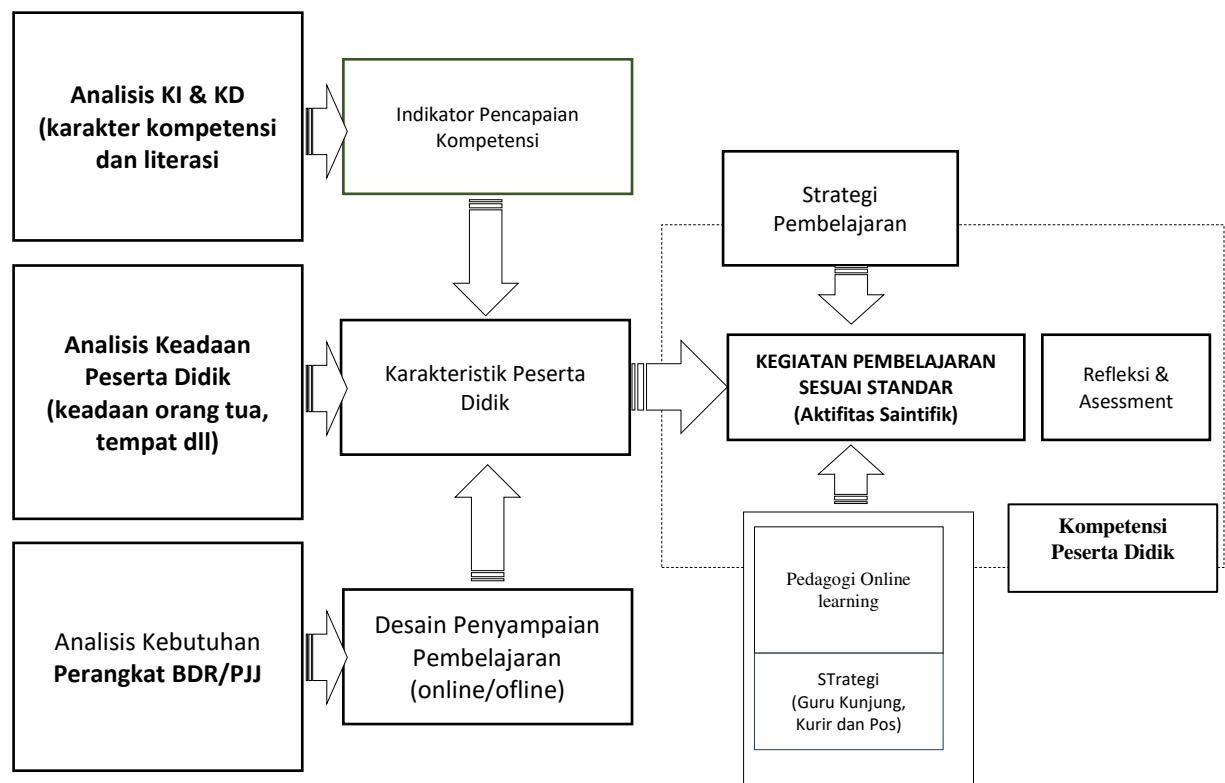 Analisis KI & KD
(karakter kompetensi
dan literasi
Indikator Pencapaian
Kompetensi
Strategi
Pembelajaran
Analisis Keadaan
Peserta Didik
(keadaan orang tua,
tempat dll)
Karakteristik Peserta
Didik
KEGIATAN PEMBELAJARAN
SESUAI STANDAR
(Aktifitas Saintifik)
Refleksi &
Asessment
Analisis Kebutuhan
Perangkat BDR/PJJ
Desain Penyampaian
Pembelajaran
(online/ofline)
Pedagogi Online
learning
STrategi
(Guru Kunjung,
Kurir dan Pos)
Kompetensi
Peserta Didik